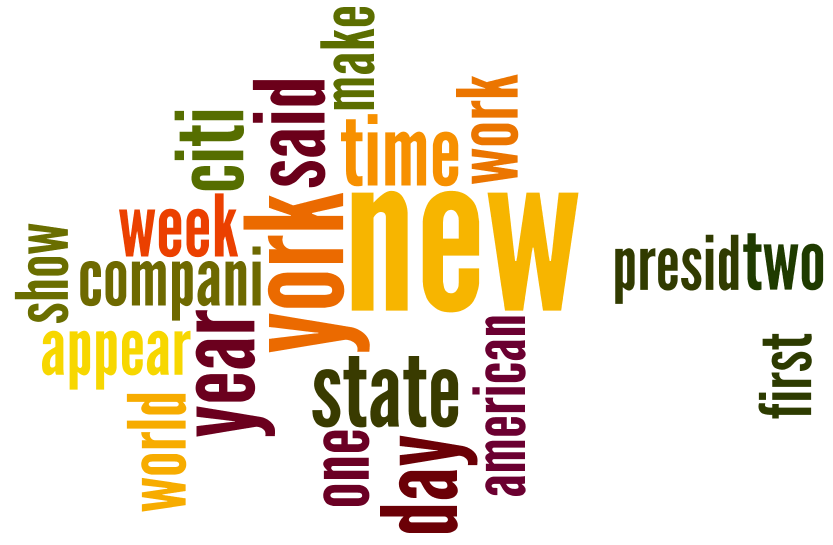 make
said
work
citi
time
new
week
york
show
compani
presid
two
appear
year
first
american
state
world
one
day